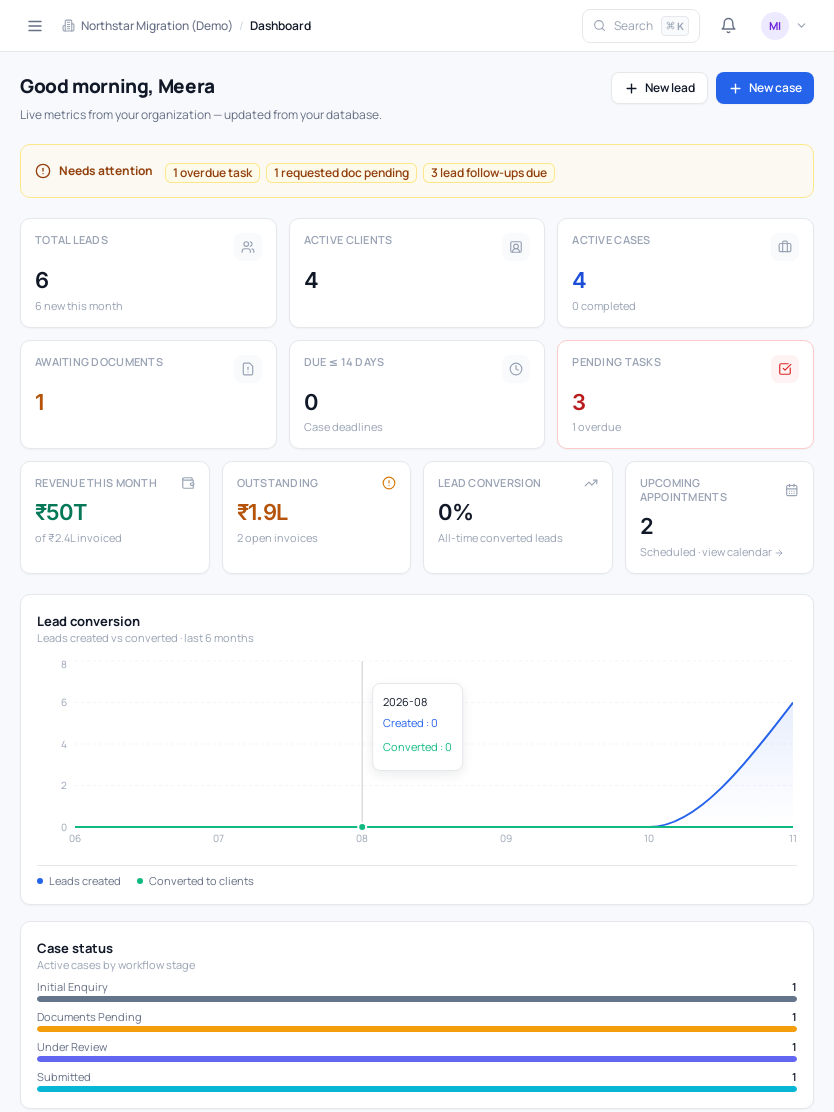 Northstar Migration (Demo) / Dashboard
Search ⌘ K
MI
Good morning, Meera
Live metrics from your organization — updated from your database.
+ New lead
+ New case
Needs attention
1 overdue task
1 requested doc pending
3 lead follow-ups due
TOTAL LEADS
6
6 new this month
ACTIVE CLIENTS
4
ACTIVE CASES
4
0 completed
AWAITING DOCUMENTS
1
DUE ≤ 14 DAYS
0
Case deadlines
PENDING TASKS
3
1 overdue
REVENUE THIS MONTH
₹50T
of ₹2.4L invoiced
OUTSTANDING
₹1.9L
2 open invoices
LEAD CONVERSION
0%
All-time converted leads
UPCOMING
APPOINTMENTS
2
Scheduled · view calendar →
Lead conversion
Leads created vs converted · last 6 months
8
6
4
2
0
2026-08
Created : 0
Converted : 0
06 07 08 09 10 11
Leads created
Converted to clients
Case status
Active cases by workflow stage
Initial Enquiry 1
Documents Pending 1
Under Review 1
Submitted 1